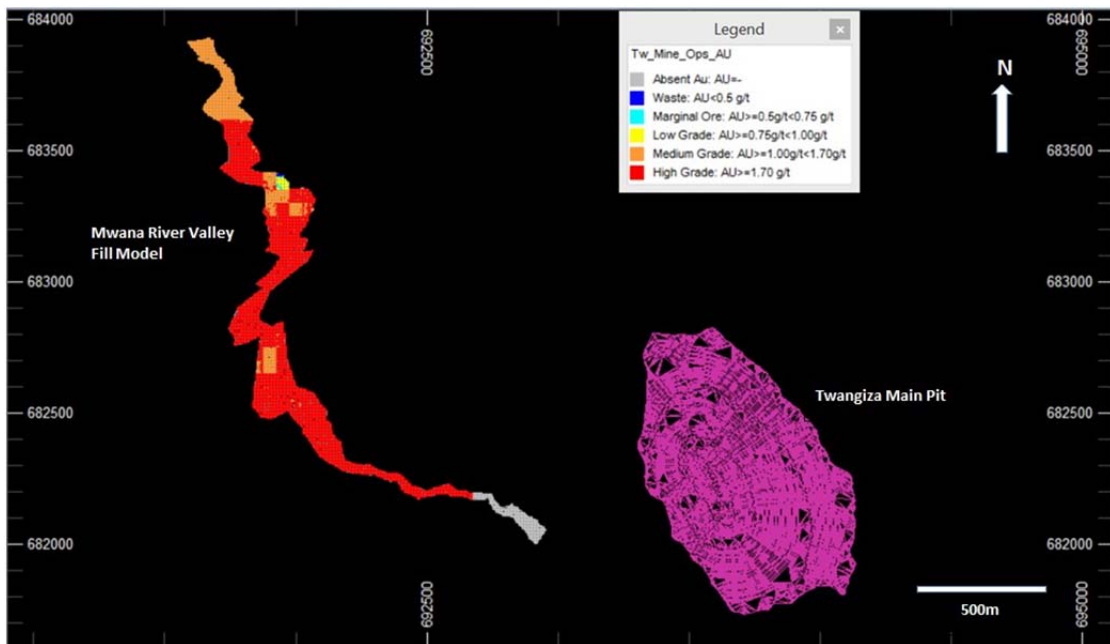 684000
692500
695000
684000
Legend
Tw_Mine_Ops_AU
Absent Au: AU=-
Waste: AU<0.5 g/t
Marginal Ore: AU>=0.5g/t<0.75 g/t
Low Grade: AU>=0.75g/t<1.00g/t
Medium Grade: AU>=1.00g/t<1.70g/t
High Grade: AU>=1.70 g/t
N
683500
683500
Mwana River Valley
Fill Model
683000
683000
Twangiza Main Pit
682500
682500
682000
682000
500m
692500
695000